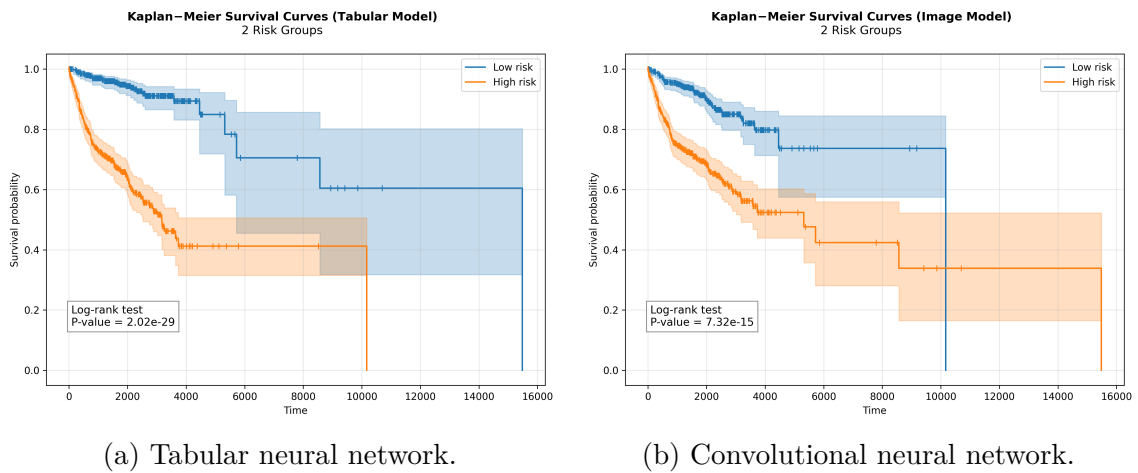 Kaplan−Meier Survival Curves (Tabular Model)
2 Risk Groups
Survival probability
1.0
0.8
0.6
0.4
0.2
0.0
Low risk
High risk
Log-rank test
P-value = 2.02e-29
0 2000 4000 6000 8000 10000 12000 14000 16000
Time
(a) Tabular neural network.
Kaplan−Meier Survival Curves (Image Model)
2 Risk Groups
Survival probability
1.0
0.8
0.6
0.4
0.2
0.0
Low risk
High risk
Log-rank test
P-value = 7.32e-15
0 2000 4000 6000 8000 10000 12000 14000 16000
Time
(b) Convolutional neural network.